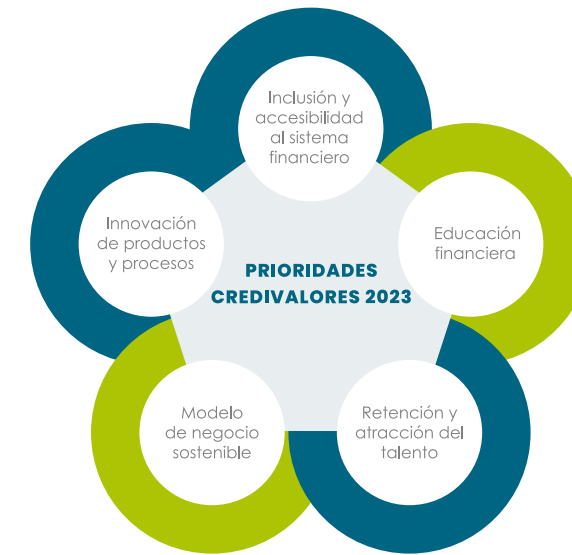 Inclusión y
accesibilidad
al sistema
financiero
Educación
financiera
Innovación
de productos
y procesos
PRIORIDADES
CREDIVALORES 2023
Modelo
de negocio
sostenible
Retención y
atracción del
talento